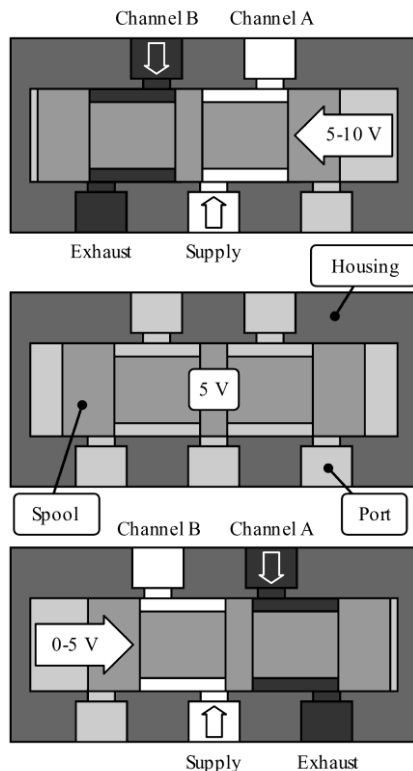 Channel B Channel A
5-10 V
Exhaust Supply
Housing
5 V
Spool Port
Channel B Channel A
0-5 V
Supply Exhaust